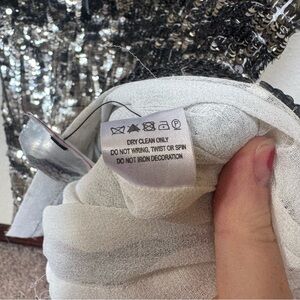 DRY CLEAN ONLY
DO NOT WRING, TWIST OR SPIN
DO NOT IRON DECORATION